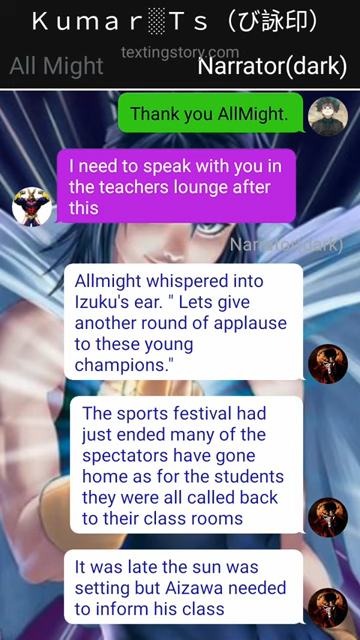 Ｋｕｍａｒ░Ｔｓ（び詠印）
textingstory.com
All Might Narrator(dark)
Thank you AllMight.
I need to speak with you in
the teachers lounge after
this
Narrator(dark)
Allmight whispered into
Izuku's ear. " Lets give
another round of applause
to these young
champions."
The sports festival had
just ended many of the
spectators have gone
home as for the students
they were all called back
to their class rooms
It was late the sun was
setting but Aizawa needed
to inform his class